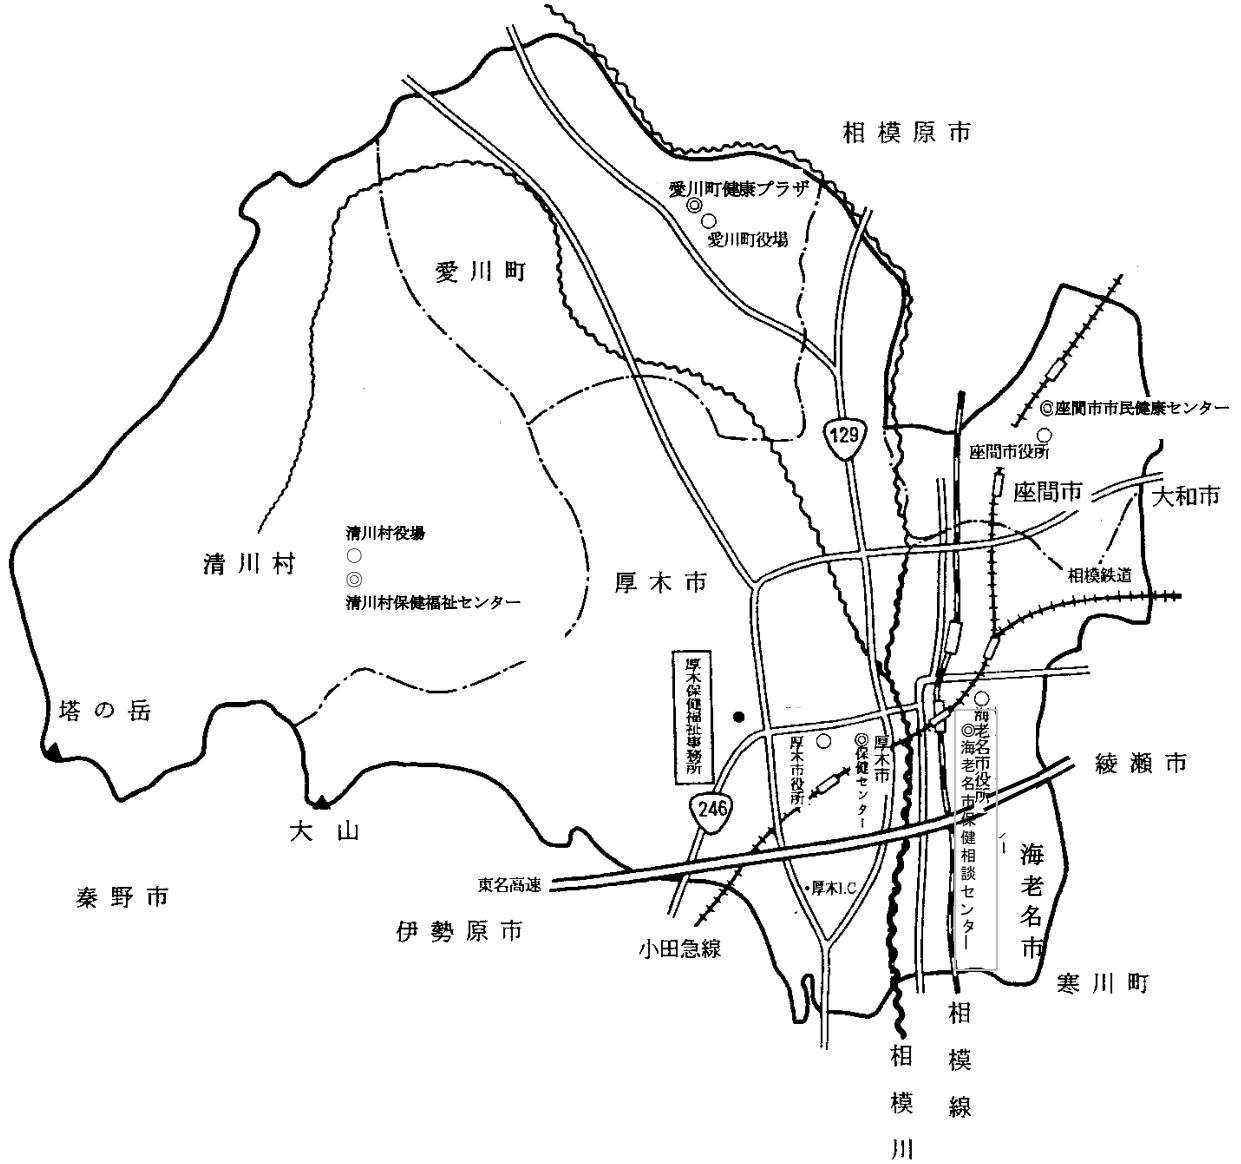 相模原市
愛川町健康プラザ
愛川町役場
愛川町
129
座間市市民健康センター
座間市役所
座間市
大和市
清川村役場
清川村
清川村保健福祉センター
厚木市
相模鉄道
厚木保健福祉事務所
塔の岳
海老名市役所
海老名市保健相談センター
厚木市役所
厚木市
保健センター
綾瀬市
246
大山
海老名市
東名高速
厚木I.C
秦野市
伊勢原市
小田急線
寒川町
相模線
相模川